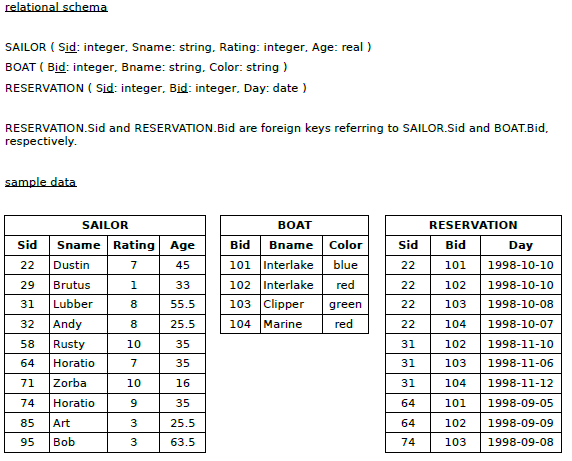 relational schema
SAILOR ( Sid: integer, Sname: string, Rating: integer, Age: real )
BOAT ( Bid: integer, Bname: string, Color: string )
RESERVATION ( Sid: integer, Bid: integer, Day: date )
RESERVATION.Sid and RESERVATION.Bid are foreign keys referring to SAILOR.Sid and BOAT.Bid,
respectively.
sample data
SAILOR
Sid Sname Rating Age
22 Dustin 7 45
29 Brutus 1 33
31 Lubber 8 55.5
32 Andy 8 25.5
58 Rusty 10 35
64 Horatio 7 35
71 Zorba 10 16
74 Horatio 9 35
85 Art 3 25.5
95 Bob 3 63.5
BOAT
Bid Bname Color
101 Interlake blue
102 Interlake red
103 Clipper green
104 Marine red
RESERVATION
Sid Bid Day
22 101 1998-10-10
22 102 1998-10-10
22 103 1998-10-08
22 104 1998-10-07
31 102 1998-11-10
31 103 1998-11-06
31 104 1998-11-12
64 101 1998-09-05
64 102 1998-09-09
74 103 1998-09-08